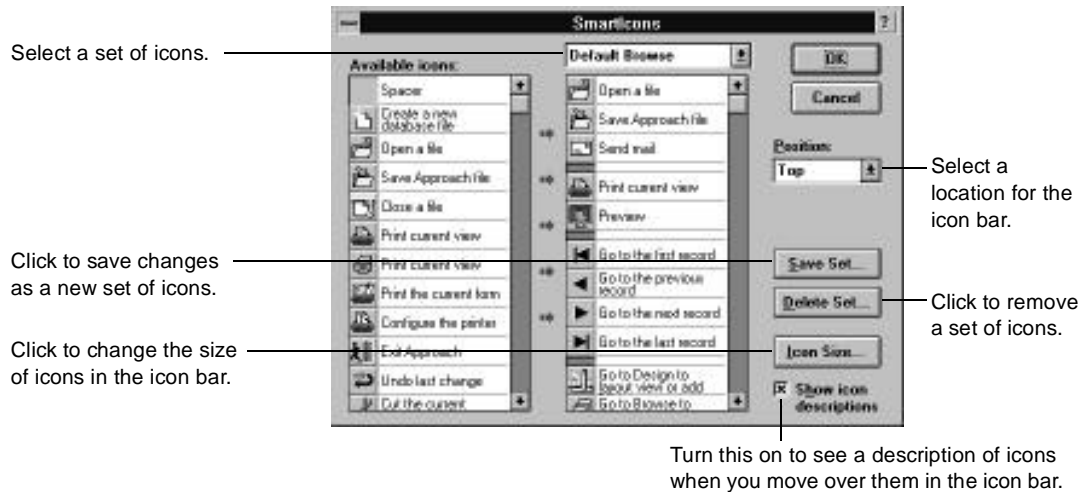 SmartIcons
?
Select a set of icons.
Default Browse
OK
Available icons:
Spacer
Create a new
database file
Open a file
Save Approach file
Close a file
Print current view
Print current view
Print the current form
Configure the printer
Exit Approach
Undo last change
Cut the current
Open a file
Save Approach file
Send mail
Print current view
Preview
Go to the first record
Go to the previous
record
Go to the next record
Go to the last record
Go to Design to
layout view or add
Go to Browse to
Cancel
Position:
Top
Select a
location for the
icon bar.
Click to save changes
as a new set of icons.
Save Set...
Delete Set...
Click to remove
a set of icons.
Click to change the size
of icons in the icon bar.
Icon Size...
Show icon
descriptions
Turn this on to see a description of icons
when you move over them in the icon bar.